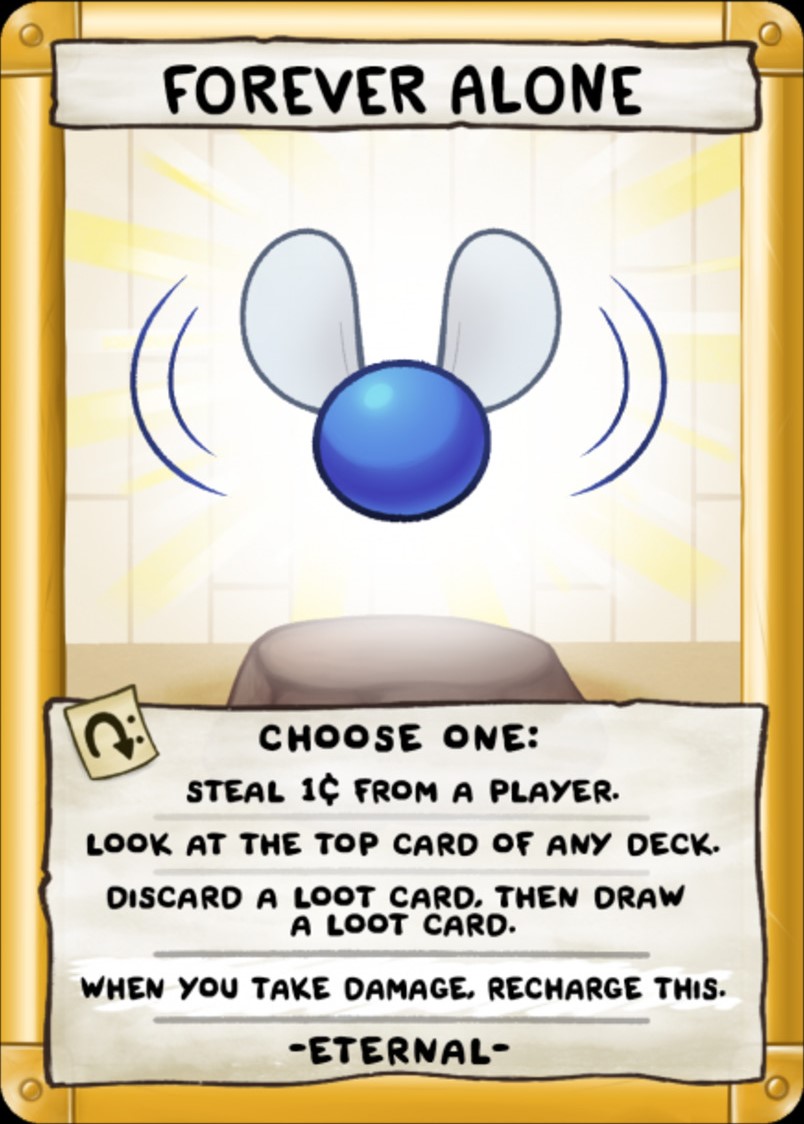 FOREVER ALONE
CHOOSE ONE:
STEAL 1¢ FROM A PLAYER.
LOOK AT THE TOP CARD OF ANY DECK.
DISCARD A LOOT CARD, THEN DRAW
A LOOT CARD.
WHEN YOU TAKE DAMAGE, RECHARGE THIS.
-ETERNAL-